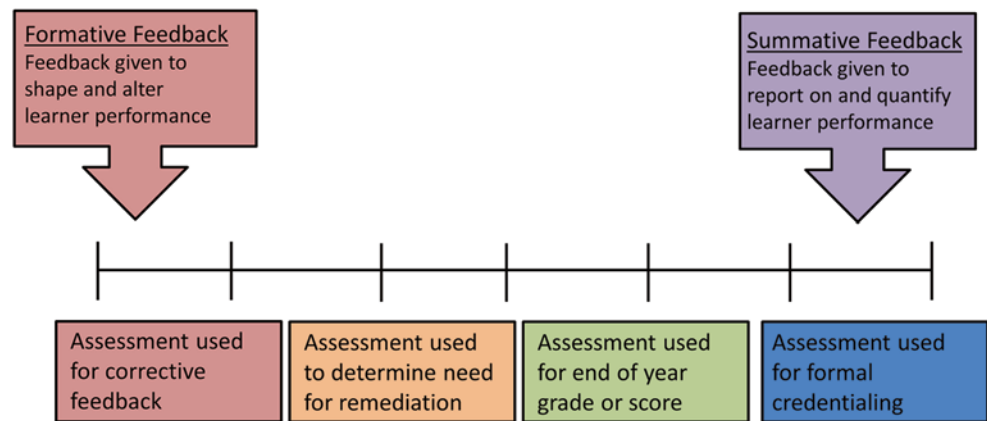 Formative Feedback
Feedback given to
shape and alter
learner performance
Summative Feedback
Feedback given to
report on and quantify
learner performance
Assessment used
for corrective
feedback
Assessment used
to determine need
for remediation
Assessment used
for end of year
grade or score
Assessment used
for formal
credentialing